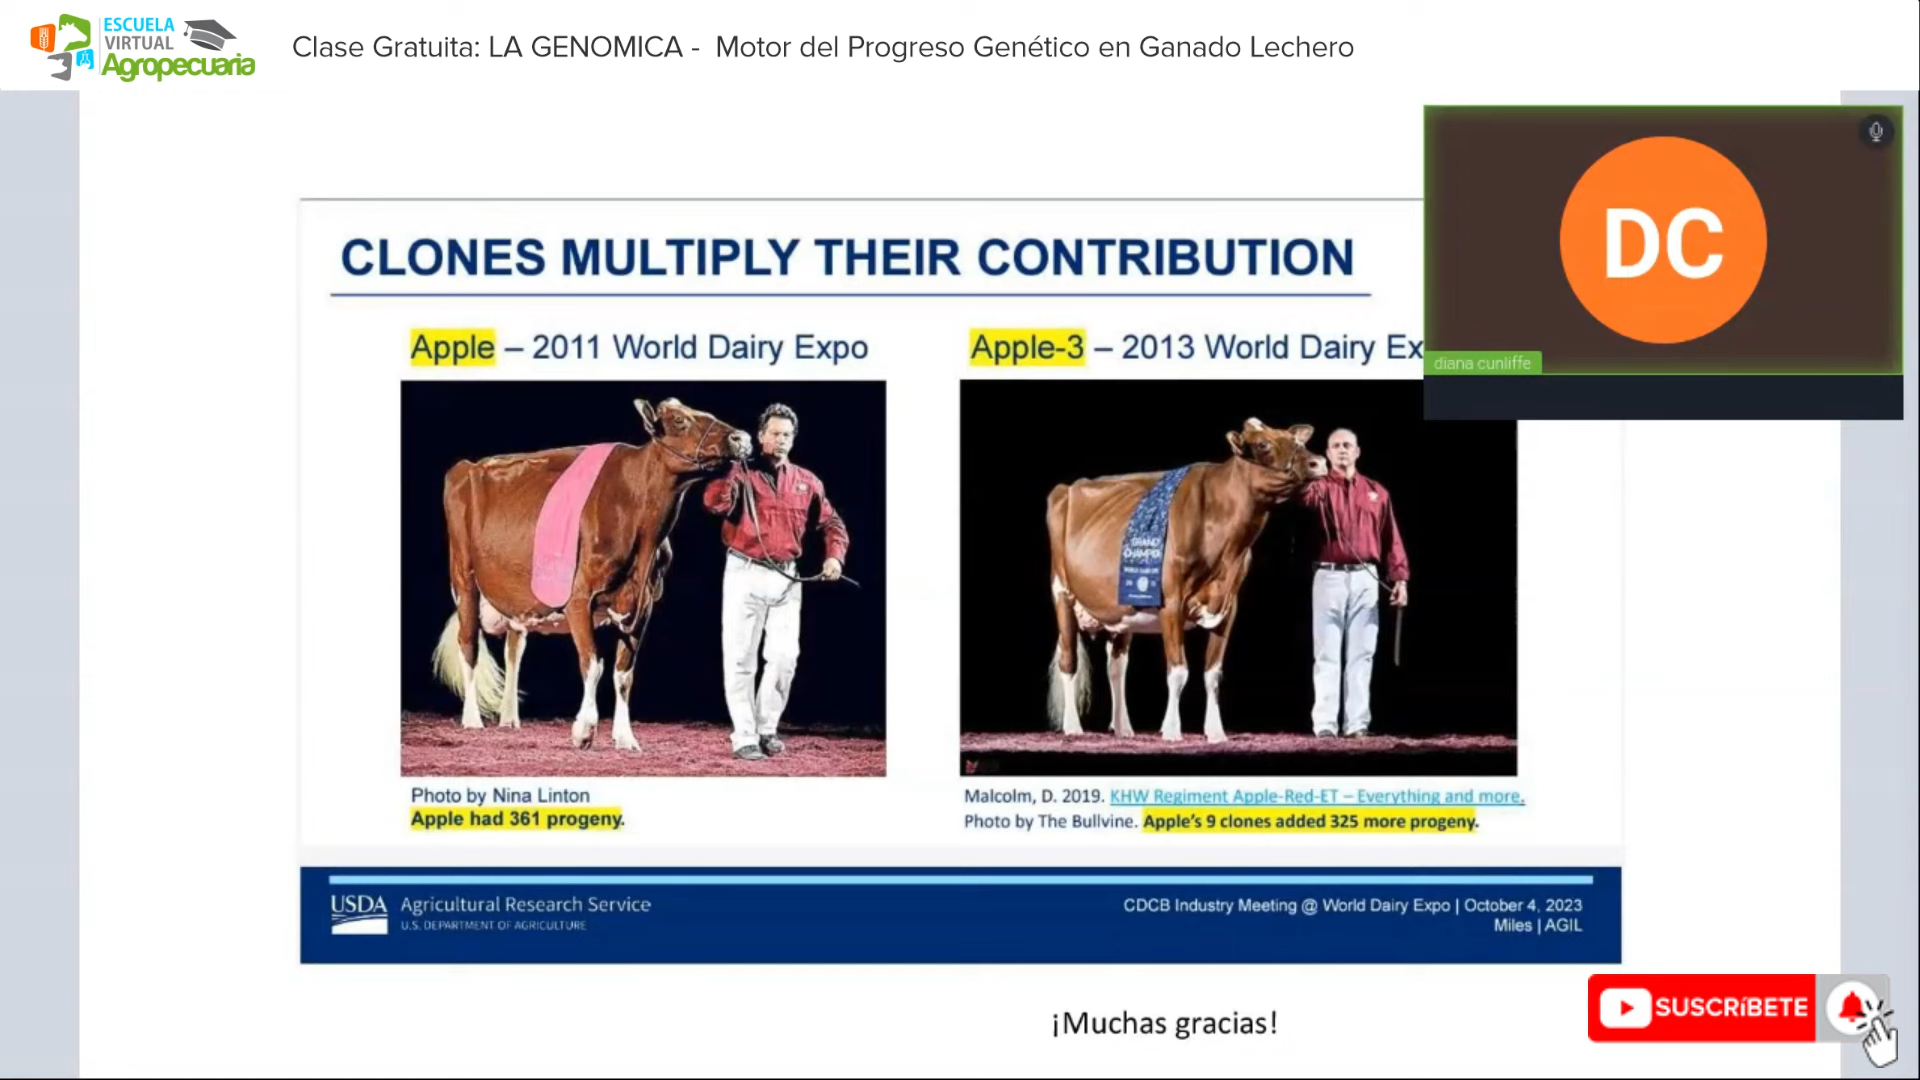 ESCUELA
VIRTUAL
Agropecuaria
Clase Gratuita: LA GENOMICA - Motor del Progreso Genético en Ganado Lechero
DC
diana cunliffe
CLONES MULTIPLY THEIR CONTRIBUTION
Apple – 2011 World Dairy Expo
Apple-3 – 2013 World Dairy Ex
GRAND
CHAMPION
Photo by Nina Linton
Apple had 361 progeny.
Malcolm, D. 2019. KHW Regiment Apple-Red-ET – Everything and more.
Photo by The Bullvine. Apple's 9 clones added 325 more progeny.
USDA
Agricultural Research Service
U.S. DEPARTMENT OF AGRICULTURE
CDCB Industry Meeting @ World Dairy Expo | October 4, 2023
Miles | AGIL
¡Muchas gracias!
SUSCRíBETE